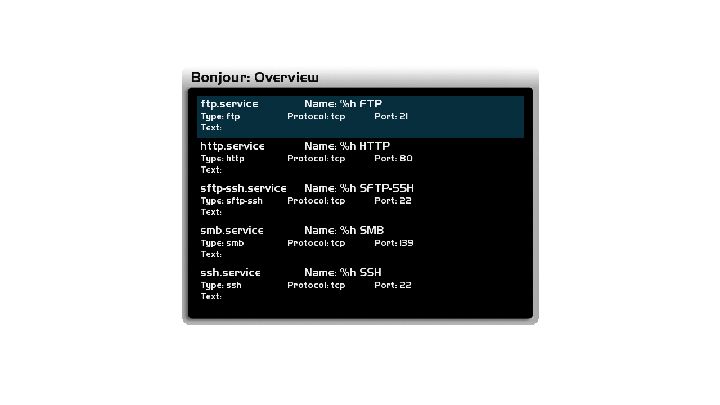 Bonjour: Overview
ftp.service Name: %h FTP
Type: ftp Protocol: tcp Port: 21
Text:
http.service Name: %h HTTP
Type: http Protocol: tcp Port: 80
Text:
sftp-ssh.service Name: %h SFTP-SSH
Type: sftp-ssh Protocol: tcp Port: 22
Text:
smb.service Name: %h SMB
Type: smb Protocol: tcp Port: 139
Text:
ssh.service Name: %h SSH
Type: ssh Protocol: tcp Port: 22
Text: